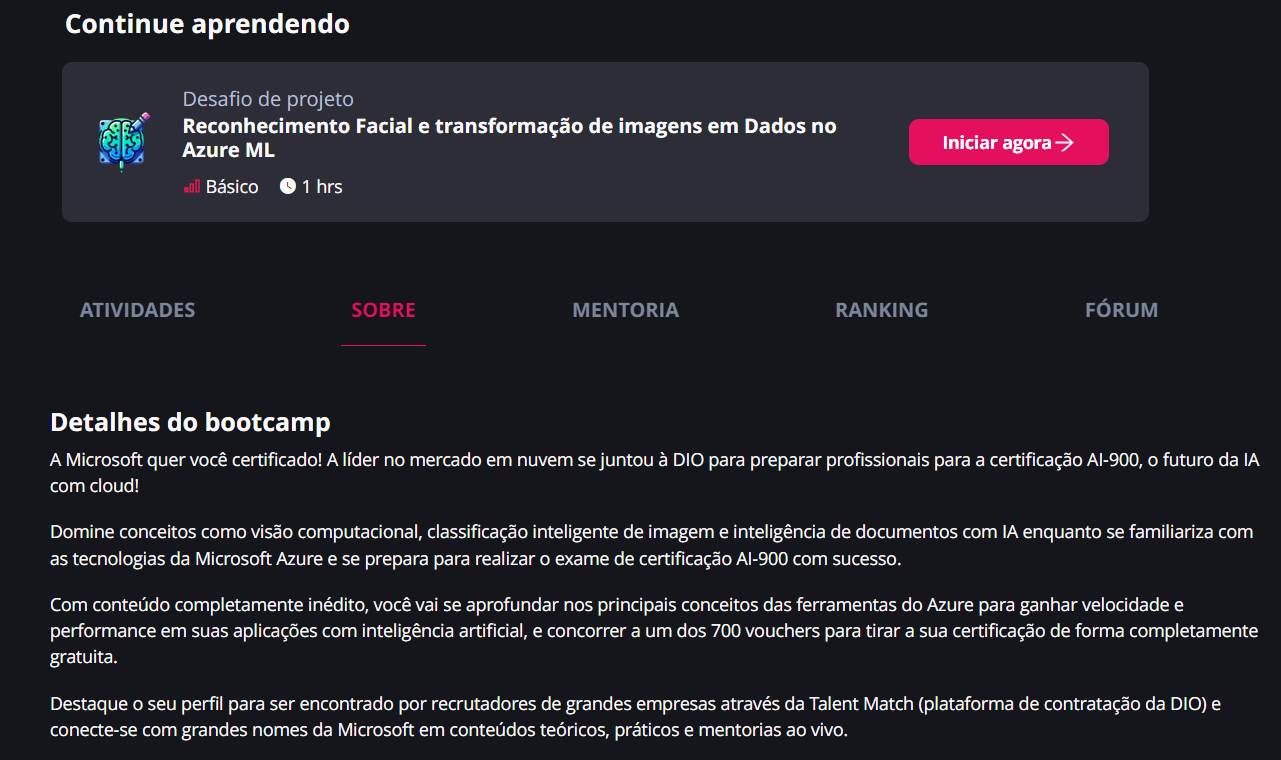 Continue aprendendo
Desafio de projeto
Reconhecimento Facial e transformação de imagens em Dados no
Azure ML
Básico 1 hrs
Iniciar agora
ATIVIDADES SOBRE MENTORIA RANKING FÓRUM
Detalhes do bootcamp
A Microsoft quer você certificado! A líder no mercado em nuvem se juntou à DIO para preparar profissionais para a certificação AI-900, o futuro da IA
com cloud!
Domine conceitos como visão computacional, classificação inteligente de imagem e inteligência de documentos com IA enquanto se familiariza com
as tecnologias da Microsoft Azure e se prepara para realizar o exame de certificação AI-900 com sucesso.
Com conteúdo completamente inédito, você vai se aprofundar nos principais conceitos das ferramentas do Azure para ganhar velocidade e
performance em suas aplicações com inteligência artificial, e concorrer a um dos 700 vouchers para tirar a sua certificação de forma completamente
gratuita.
Destaque o seu perfil para ser encontrado por recrutadores de grandes empresas através da Talent Match (plataforma de contratação da DIO) e
conecte-se com grandes nomes da Microsoft em conteúdos teóricos, práticos e mentorias ao vivo.